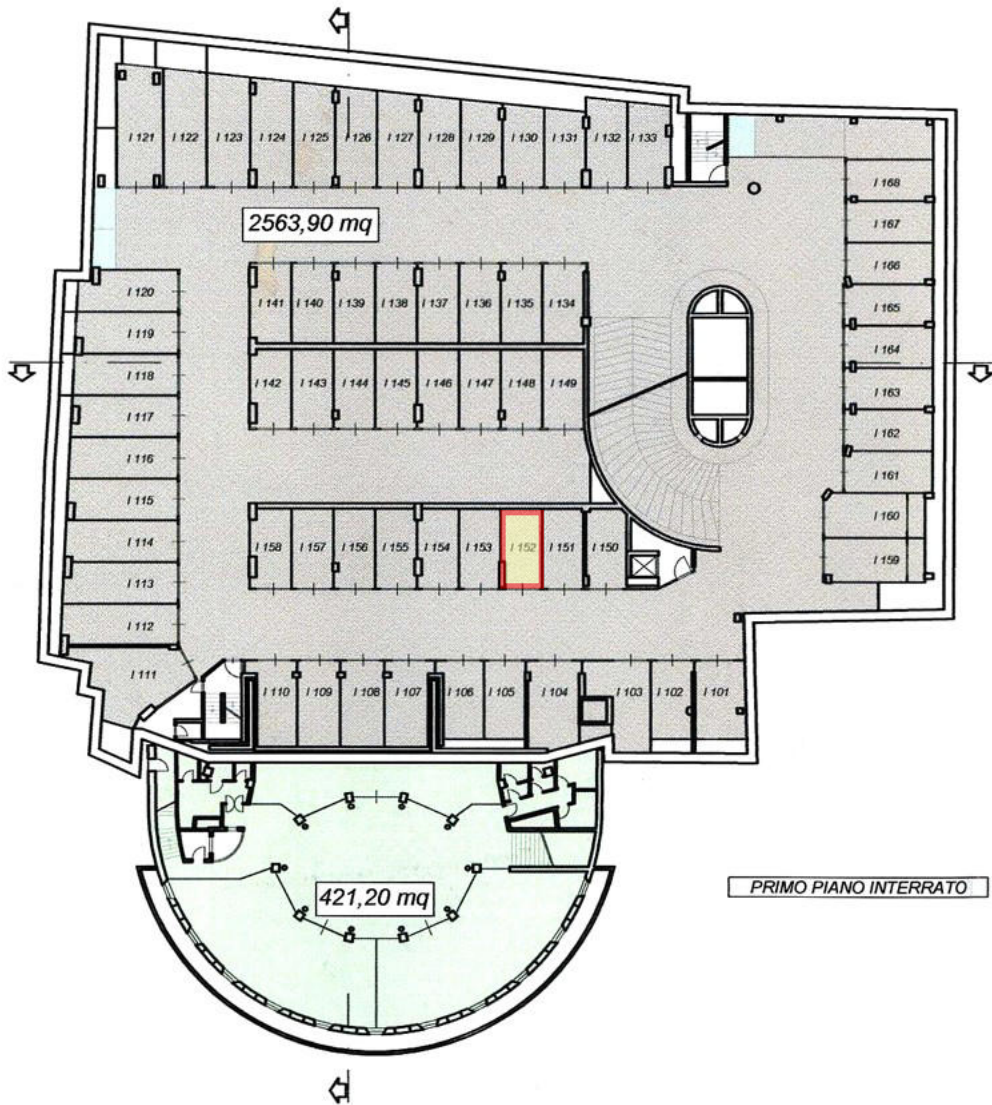 I 121 I 122 I 123 I 124 I 125 I 126 I 127 I 128 I 129 I 130 I 131 I 132 I 133
I 168
I 167
I 166
I 165
I 164
I 163
I 162
I 161
I 160
I 159
2563,90 mq
I 120
I 119
I 118
I 117
I 116
I 115
I 114
I 113
I 112
I 111
I 141 I 140 I 139 I 138 I 137 I 136 I 135 I 134
I 142 I 143 I 144 I 145 I 146 I 147 I 148 I 149
I 158 I 157 I 156 I 155 I 154 I 153 I 152 I 151 I 150
I 110 I 109 I 108 I 107 I 106 I 105 I 104 I 103 I 102 I 101
421,20 mq
PRIMO PIANO INTERRATO